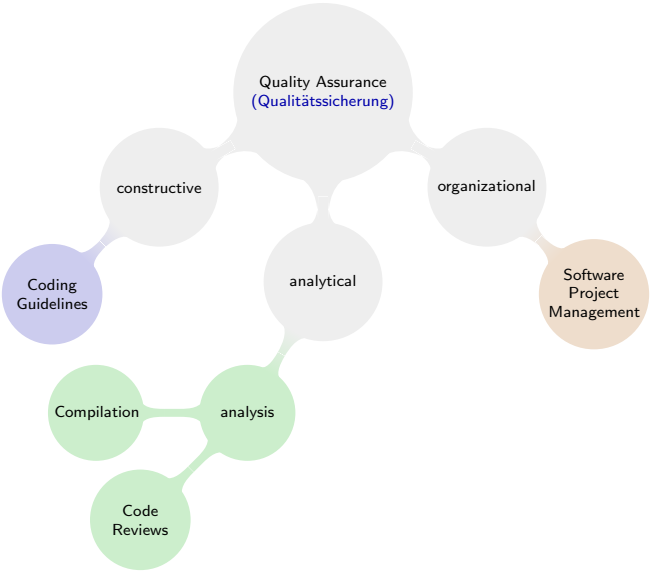 Quality Assurance
(Qualitätssicherung)
constructive
organizational
analytical
Coding
Guidelines
Software
Project
Management
Compilation
analysis
Code
Reviews